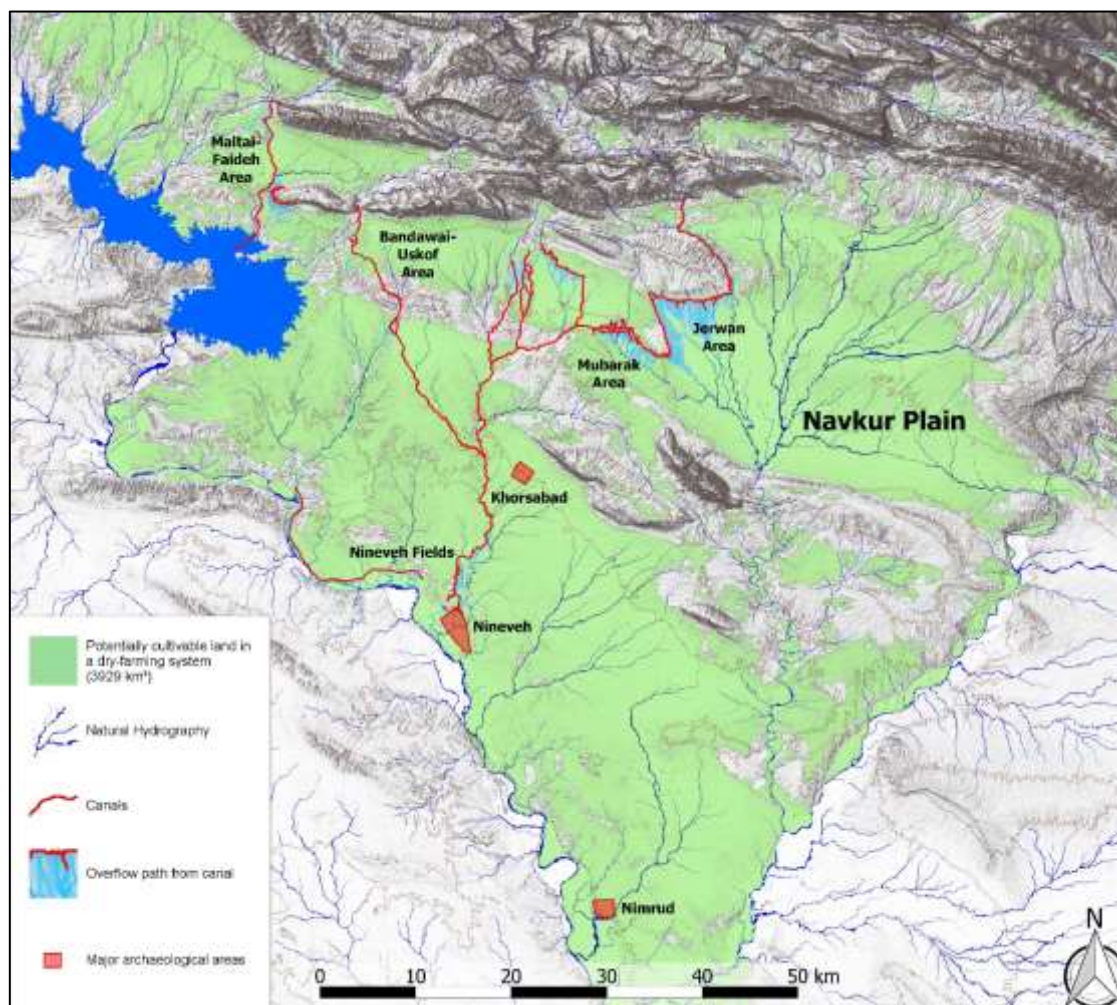 Maltai-
Faideh
Area
Bandawai-
Uskof
Area
Jerwan
Area
Mubarak
Area
Navkur Plain
Khorsabad
Nineveh Fields
Nineveh
Nimrud
Potentially cultivable land in
a dry-farming system
(3929 km²)
Natural Hydrography
Canals
Overflow path from canal
Major archaeological areas
0 10 20 30 40 50 km
N